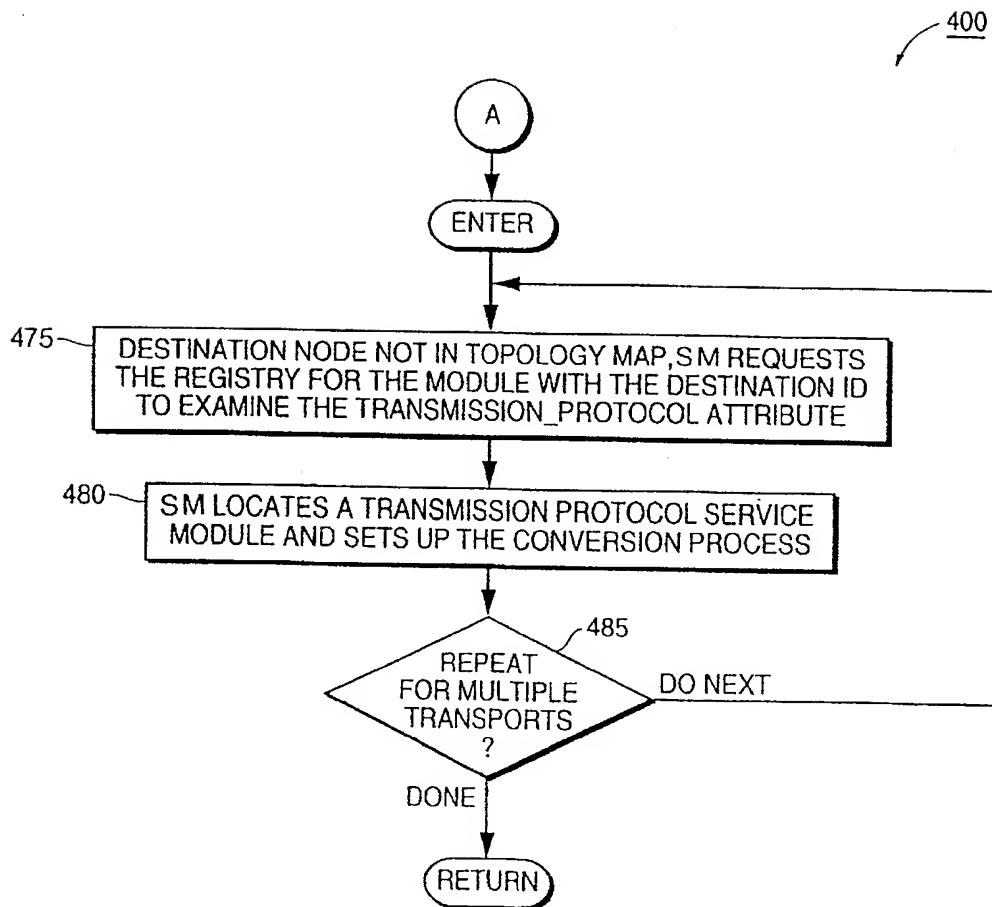 400
A
ENTER
475
DESTINATION NODE NOT IN TOPOLOGY MAP, SM REQUESTS
THE REGISTRY FOR THE MODULE WITH THE DESTINATION ID
TO EXAMINE THE TRANSMISSION_PROTOCOL ATTRIBUTE
480
SM LOCATES A TRANSMISSION PROTOCOL SERVICE
MODULE AND SETS UP THE CONVERSION PROCESS
485
REPEAT
FOR MULTIPLE
TRANSPORTS
?
DO NEXT
DONE
RETURN